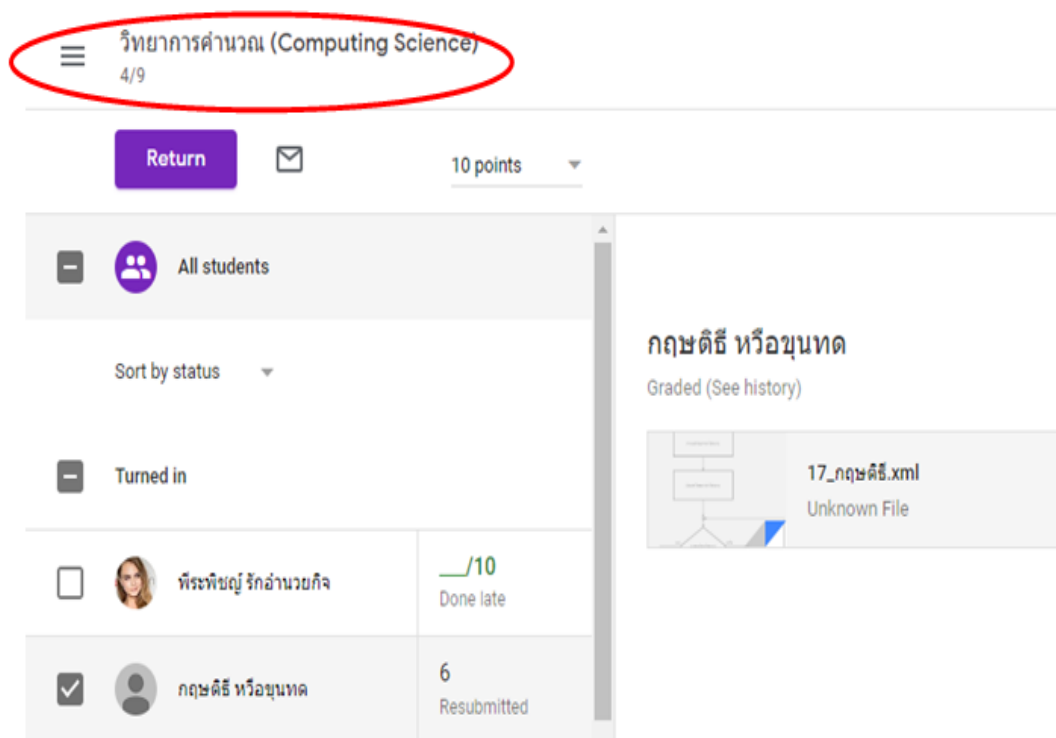 วิทยาการคำนวณ (Computing Science)
4/9
Return
10 points
All students
Sort by status
Turned in
พีระพิชญ์ รักอำนวยกิจ
__/10
Done late
กฤษติธี หวือขุนทด
6
Resubmitted
กฤษติธี หวือขุนทด
Graded (See history)
17_กฤษติธี.xml
Unknown File